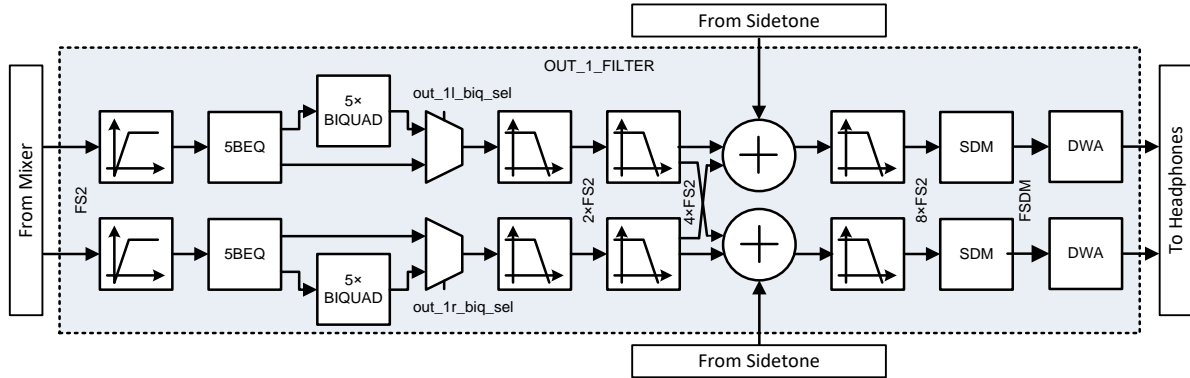 From Sidetone
OUT_1_FILTER
From Mixer
FS2
5BEQ
5×
BIQUAD
out_1l_biq_sel
2×FS2
4×FS2
8×FS2
SDM
FSDM
DWA
To Headphones
5BEQ
5×
BIQUAD
out_1r_biq_sel
SDM
DWA
From Sidetone